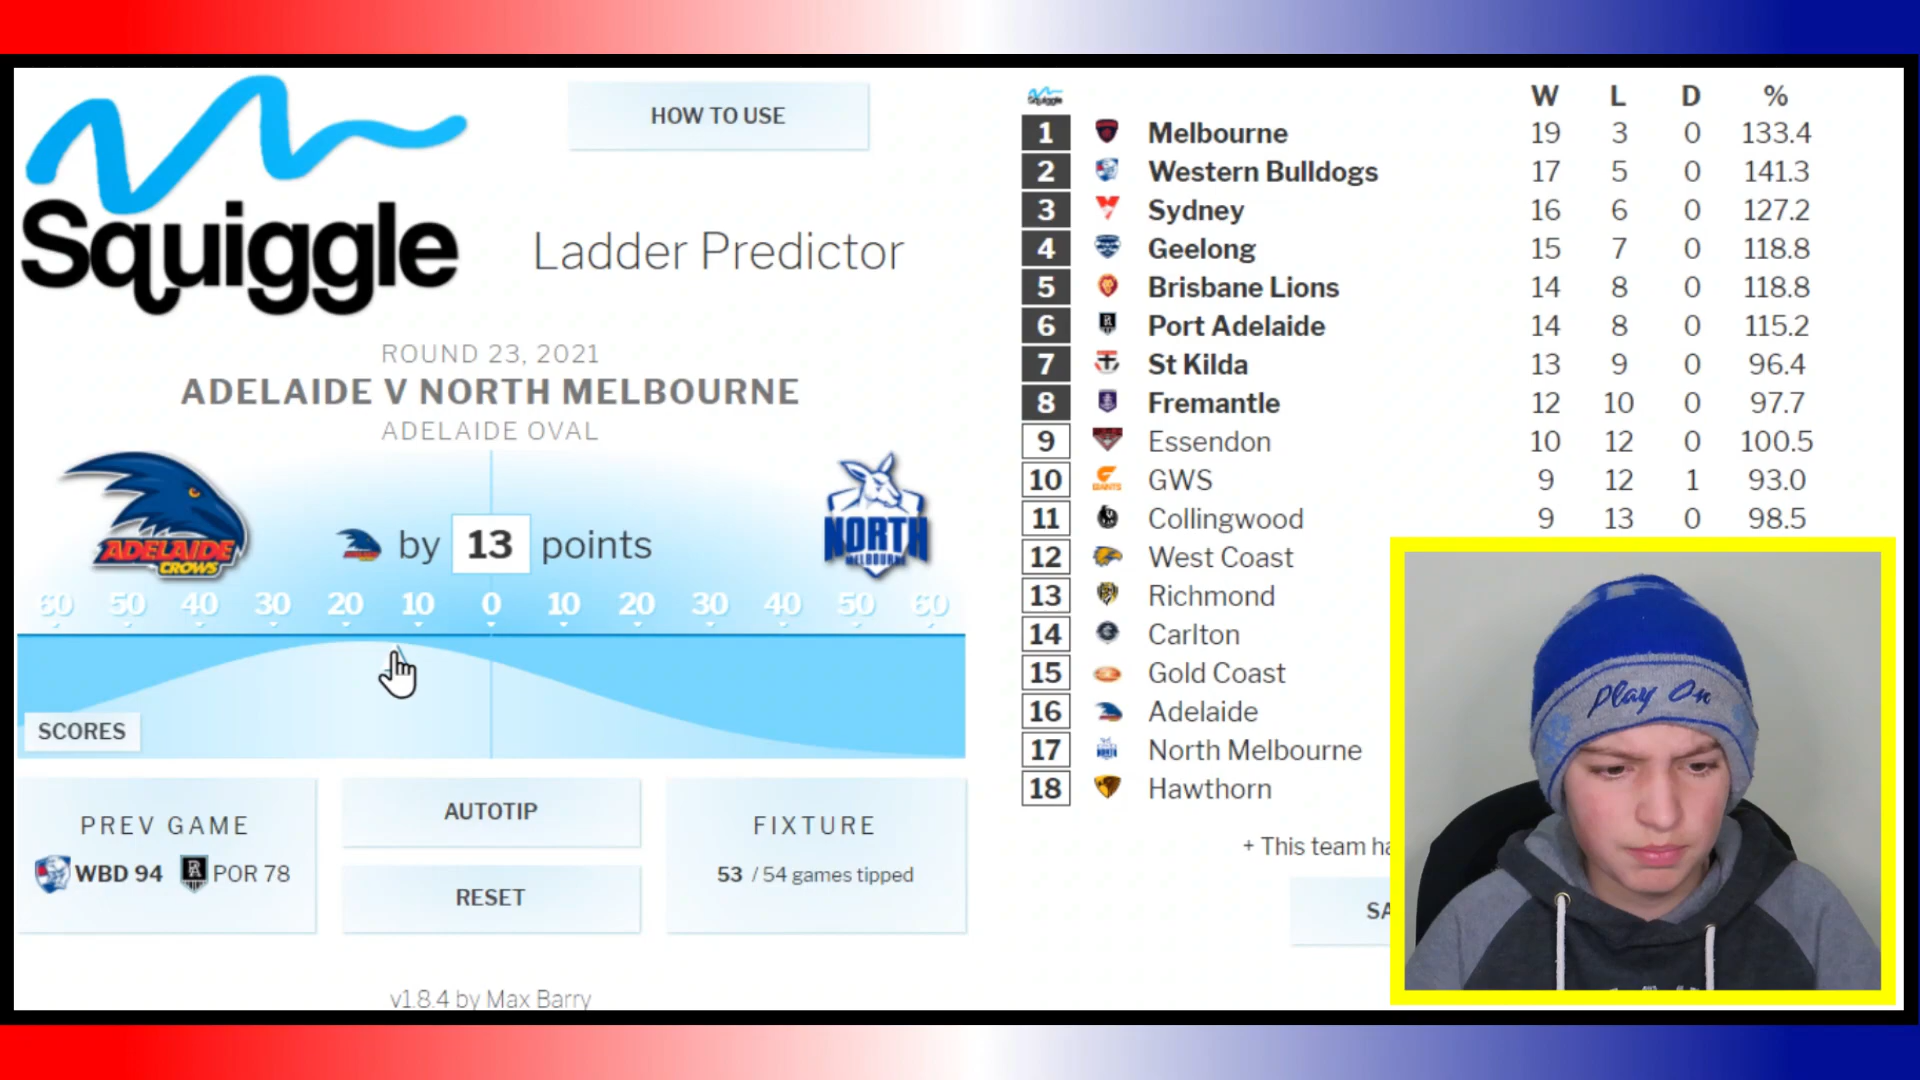 Squiggle
HOW TO USE
Ladder Predictor
ROUND 23, 2021
ADELAIDE V NORTH MELBOURNE
ADELAIDE OVAL
ADELAIDE
CROWS
by 13 points
NORTH
MELBOURNE
60 50 40 30 20 10 0 10 20 30 40 50 60
SCORES
PREV GAME
WBD 94 POR 78
AUTOTIP
RESET
FIXTURE
53 / 54 games tipped
v1.8.4 by Max Barry
Squiggle W L D %
1 Melbourne 19 3 0 133.4
2 Western Bulldogs 17 5 0 141.3
3 Sydney 16 6 0 127.2
4 Geelong 15 7 0 118.8
5 Brisbane Lions 14 8 0 118.8
6 Port Adelaide 14 8 0 115.2
7 St Kilda 13 9 0 96.4
8 Fremantle 12 10 0 97.7
9 Essendon 10 12 0 100.5
10 GWS 9 12 1 93.0
11 Collingwood 9 13 0 98.5
12 West Coast
13 Richmond
14 Carlton
15 Gold Coast
16 Adelaide
17 North Melbourne
18 Hawthorn
+ This team ha
SA
Play On